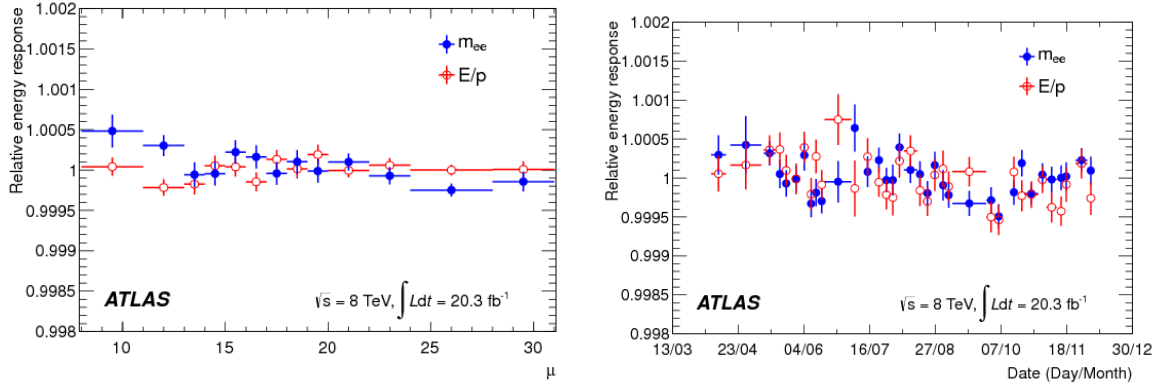 Relative energy response
1.002
1.0015
1.001
1.0005
1
0.9995
0.999
0.9985
0.998
m_ee
E/p
ATLAS
√s = 8 TeV, ∫ Ldt = 20.3 fb⁻¹
10 15 20 25 30
μ
Relative energy response
1.002
1.0015
1.001
1.0005
1
0.9995
0.999
0.9985
0.998
m_ee
E/p
ATLAS
√s = 8 TeV, ∫ Ldt = 20.3 fb⁻¹
13/03 23/04 04/06 16/07 27/08 07/10 18/11 30/12
Date (Day/Month)